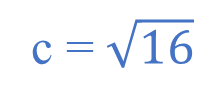 c = √16